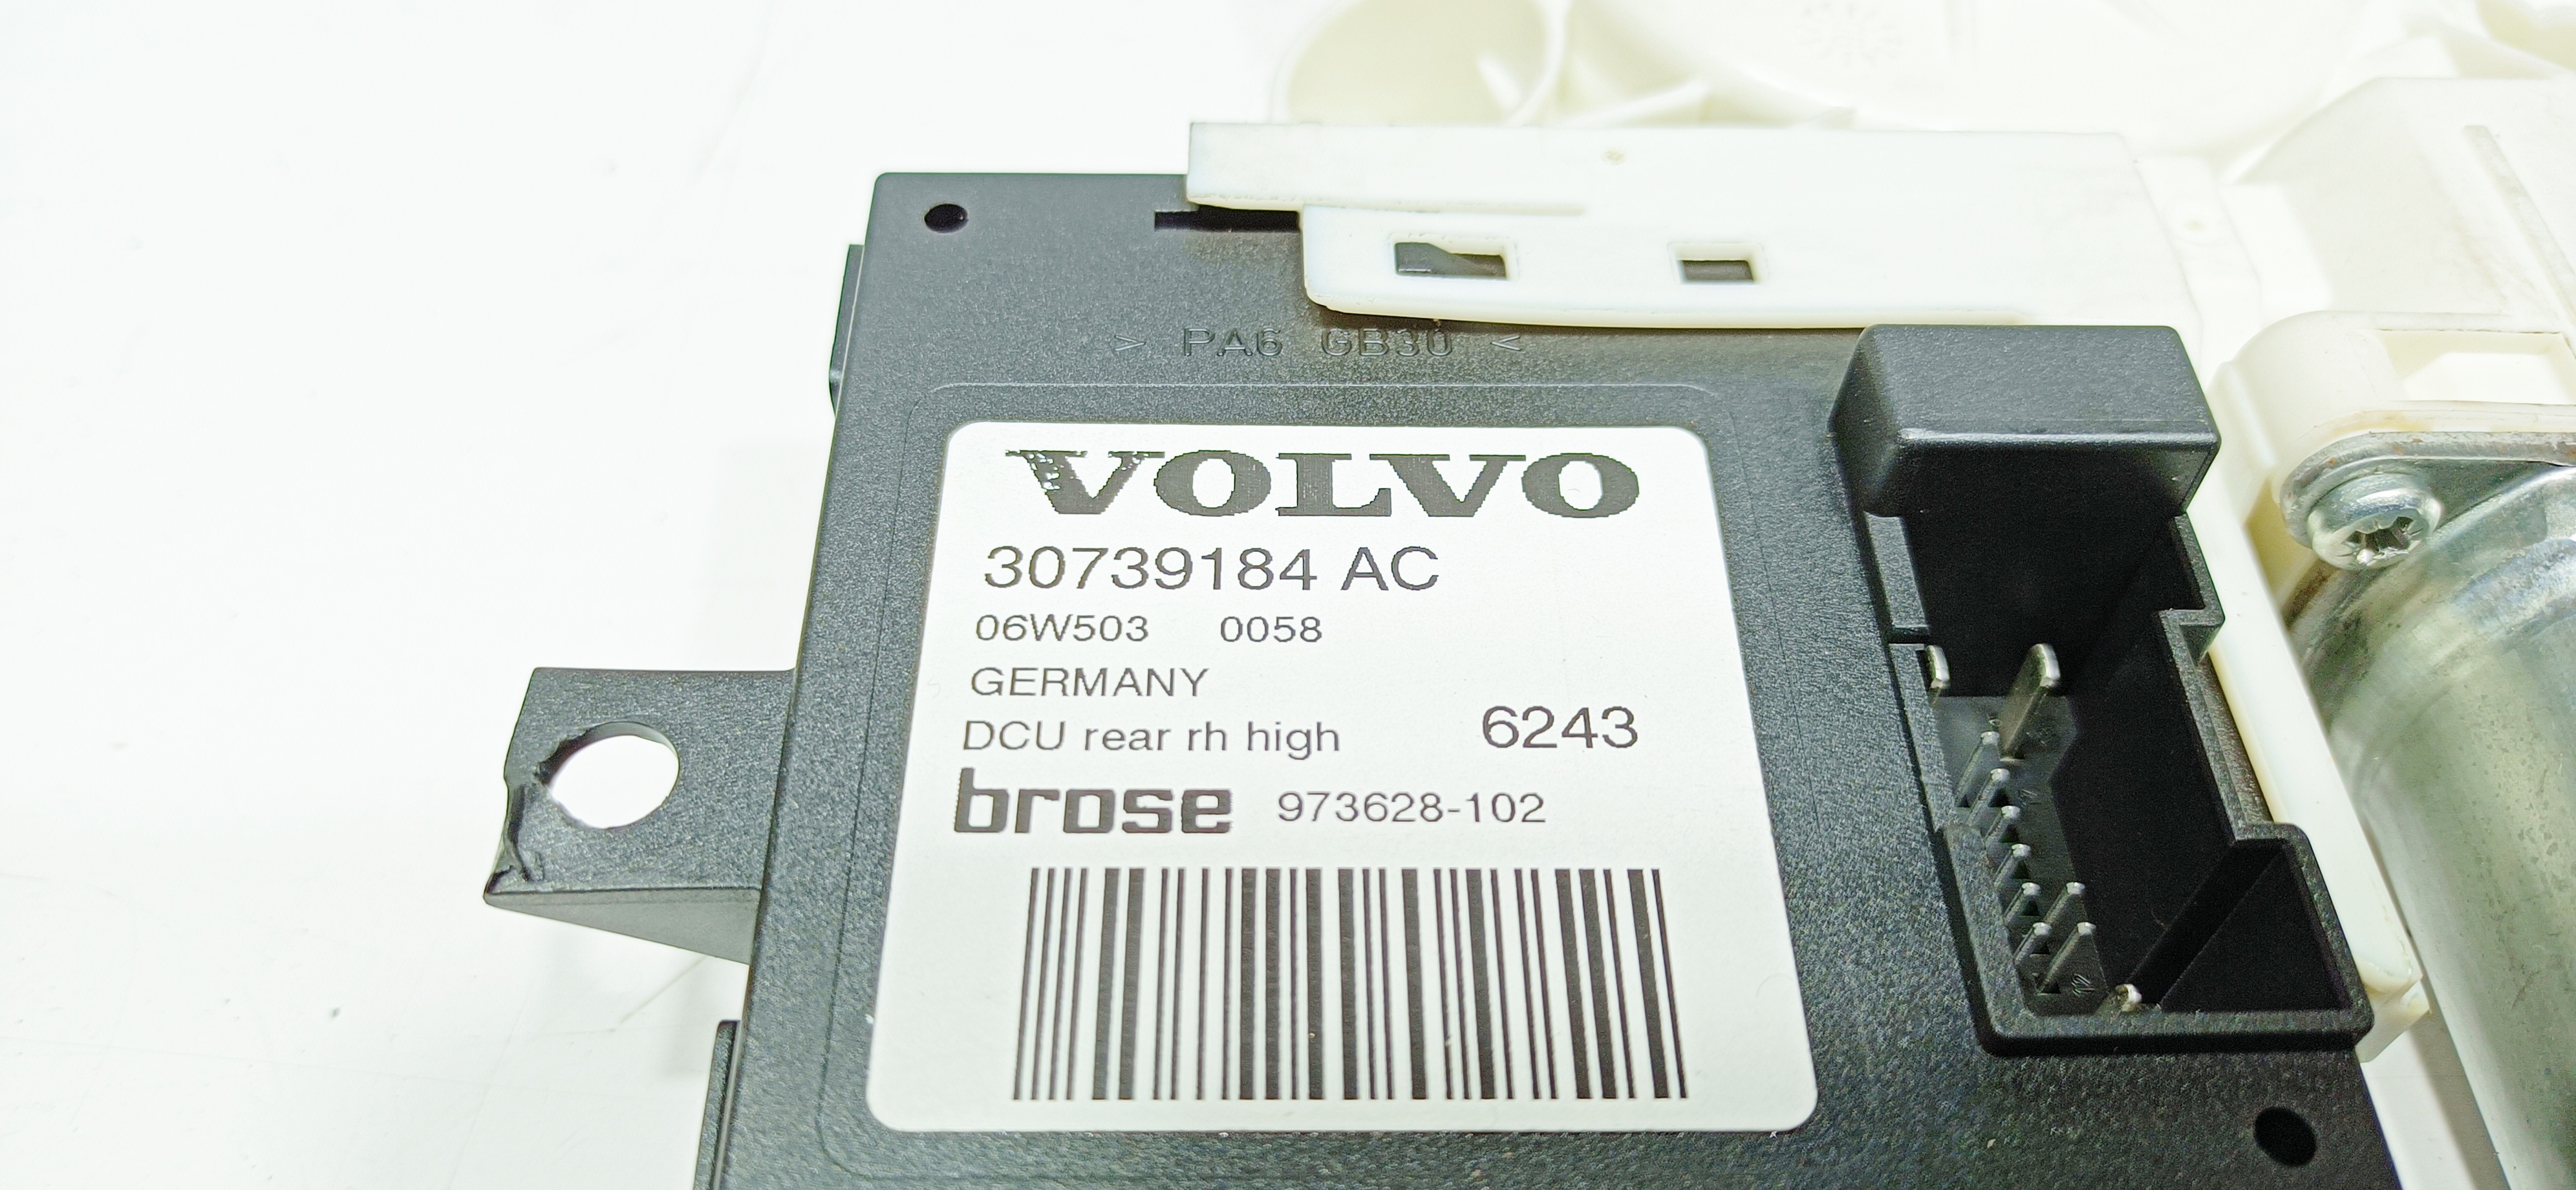 > PA6 GB30 <
VOLVO
30739184 AC
06W503 0058
GERMANY
DCU rear rh high 6243
brose 973628-102